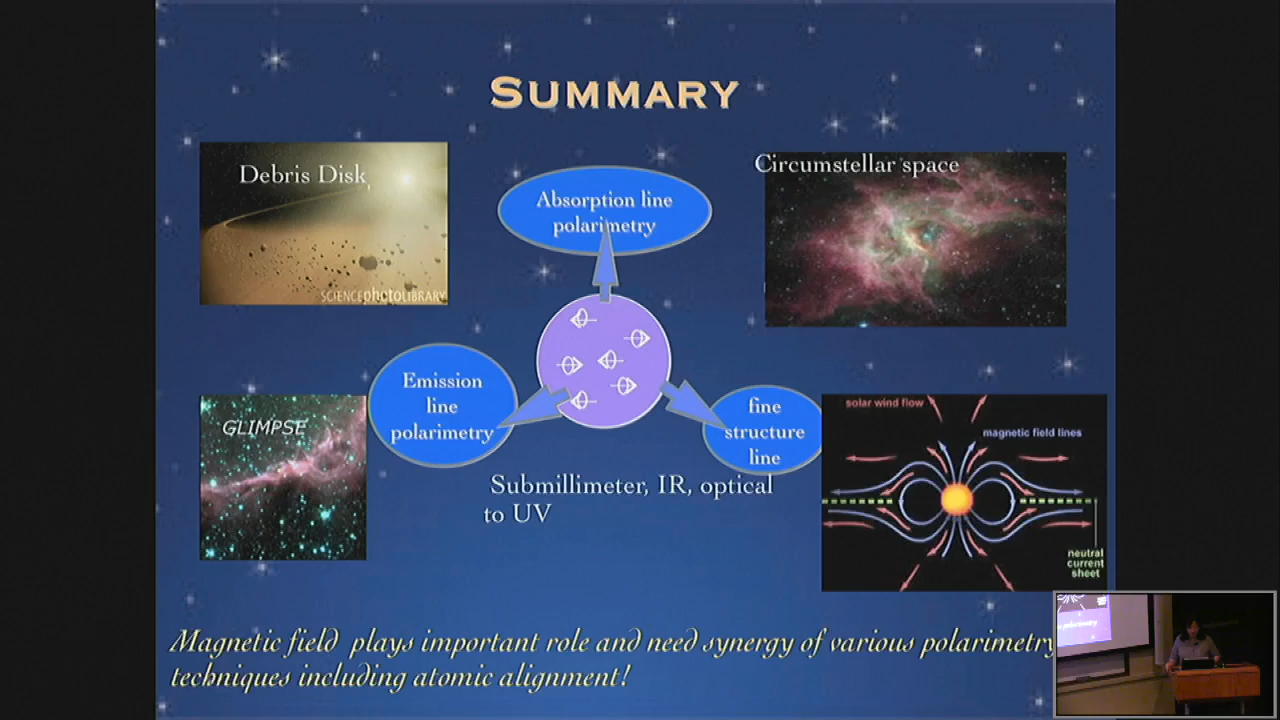 SUMMARY
Debris Disk,
SCIENCEphotoLIBRARY
Absorption line
polarimetry
Circumstellar space
Emission
line
polarimetry
fine
structure
line
GLIMPSE
solar wind flow
magnetic field lines
neutral
current
sheet
Submillimeter, IR, optical
to UV
Magnetic field plays important role and need synergy of various polarimetry
techniques including atomic alignment!